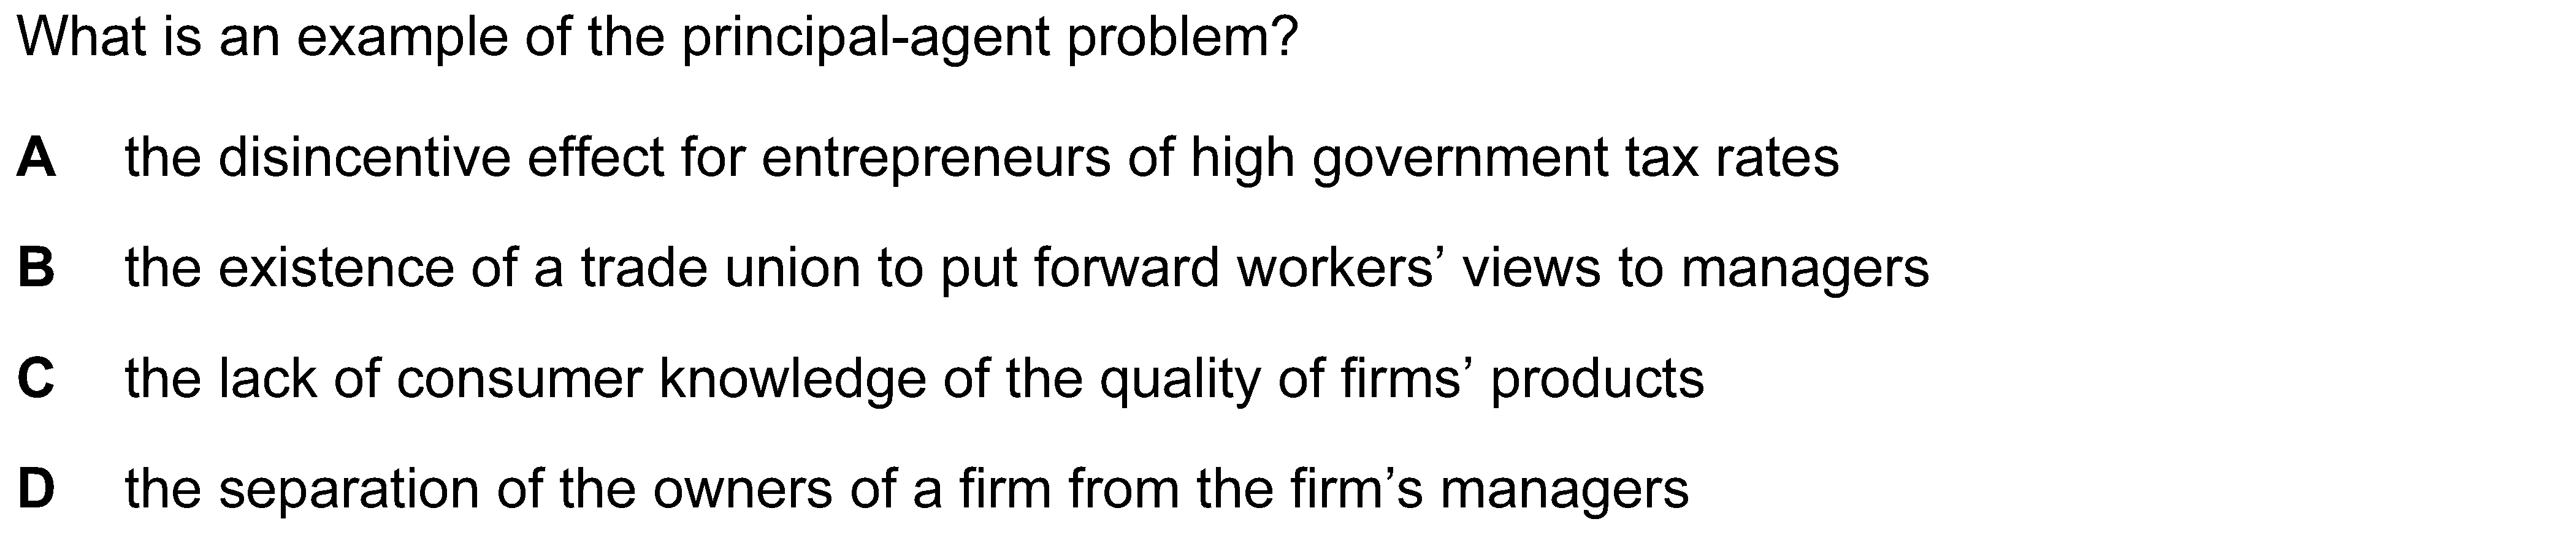 What is an example of the principal-agent problem?
A the disincentive effect for entrepreneurs of high government tax rates
B the existence of a trade union to put forward workers’ views to managers
C the lack of consumer knowledge of the quality of firms’ products
D the separation of the owners of a firm from the firm’s managers